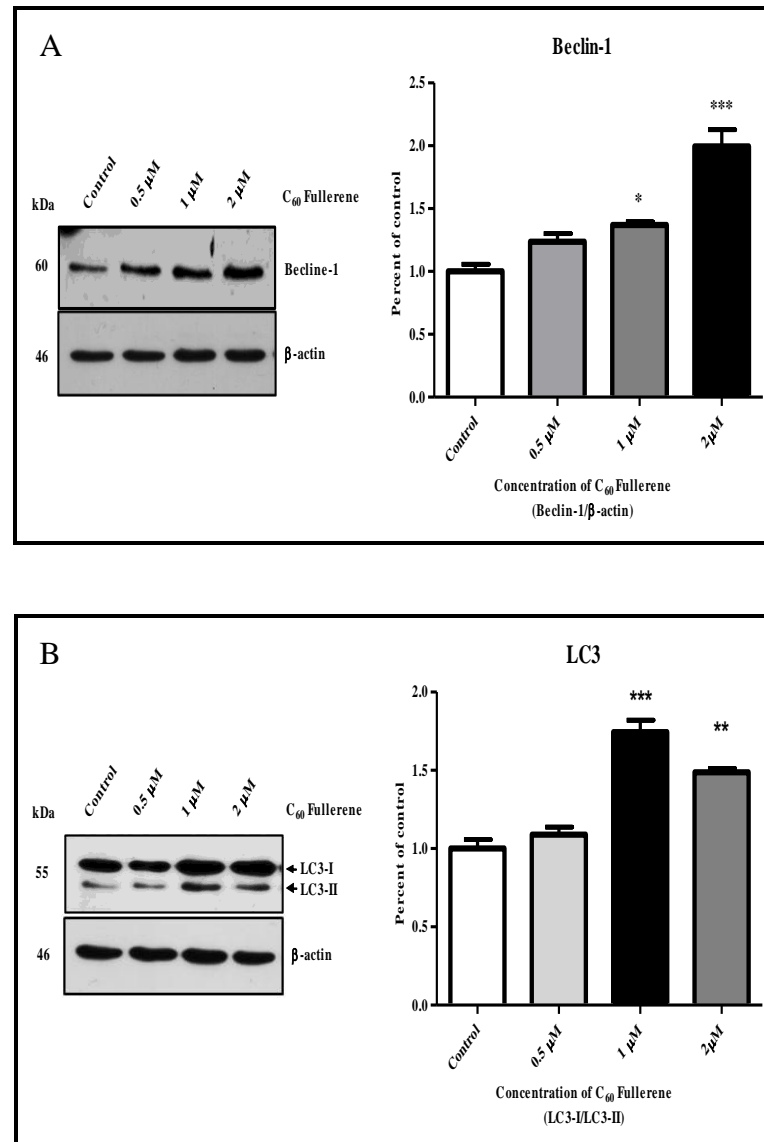 A
Beclin-1
kDa
Control
0.5 µM
1 µM
2 µM
C60 Fullerene
60
Becline-1
46
β-actin
Percent of control
2.5
2.0
1.5
1.0
0.5
0.0
*
***
Control
0.5 µM
1 µM
2µM
Concentration of C60 Fullerene
(Beclin-1/β-actin)
B
LC3
kDa
Control
0.5 µM
1 µM
2 µM
C60 Fullerene
55
LC3-I
LC3-II
46
β-actin
Percent of control
2.0
1.5
1.0
0.5
0.0
***
**
Control
0.5 µM
1 µM
2µM
Concentration of C60 Fullerene
(LC3-I/LC3-II)